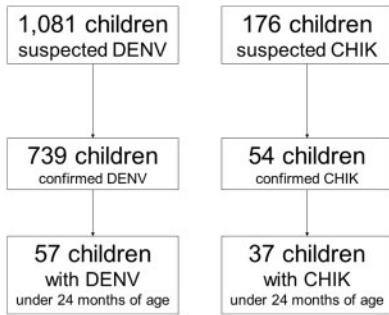 1,081 children
suspected DENV
176 children
suspected CHIK
739 children
confirmed DENV
54 children
confirmed CHIK
57 children
with DENV
under 24 months of age
37 children
with CHIK
under 24 months of age